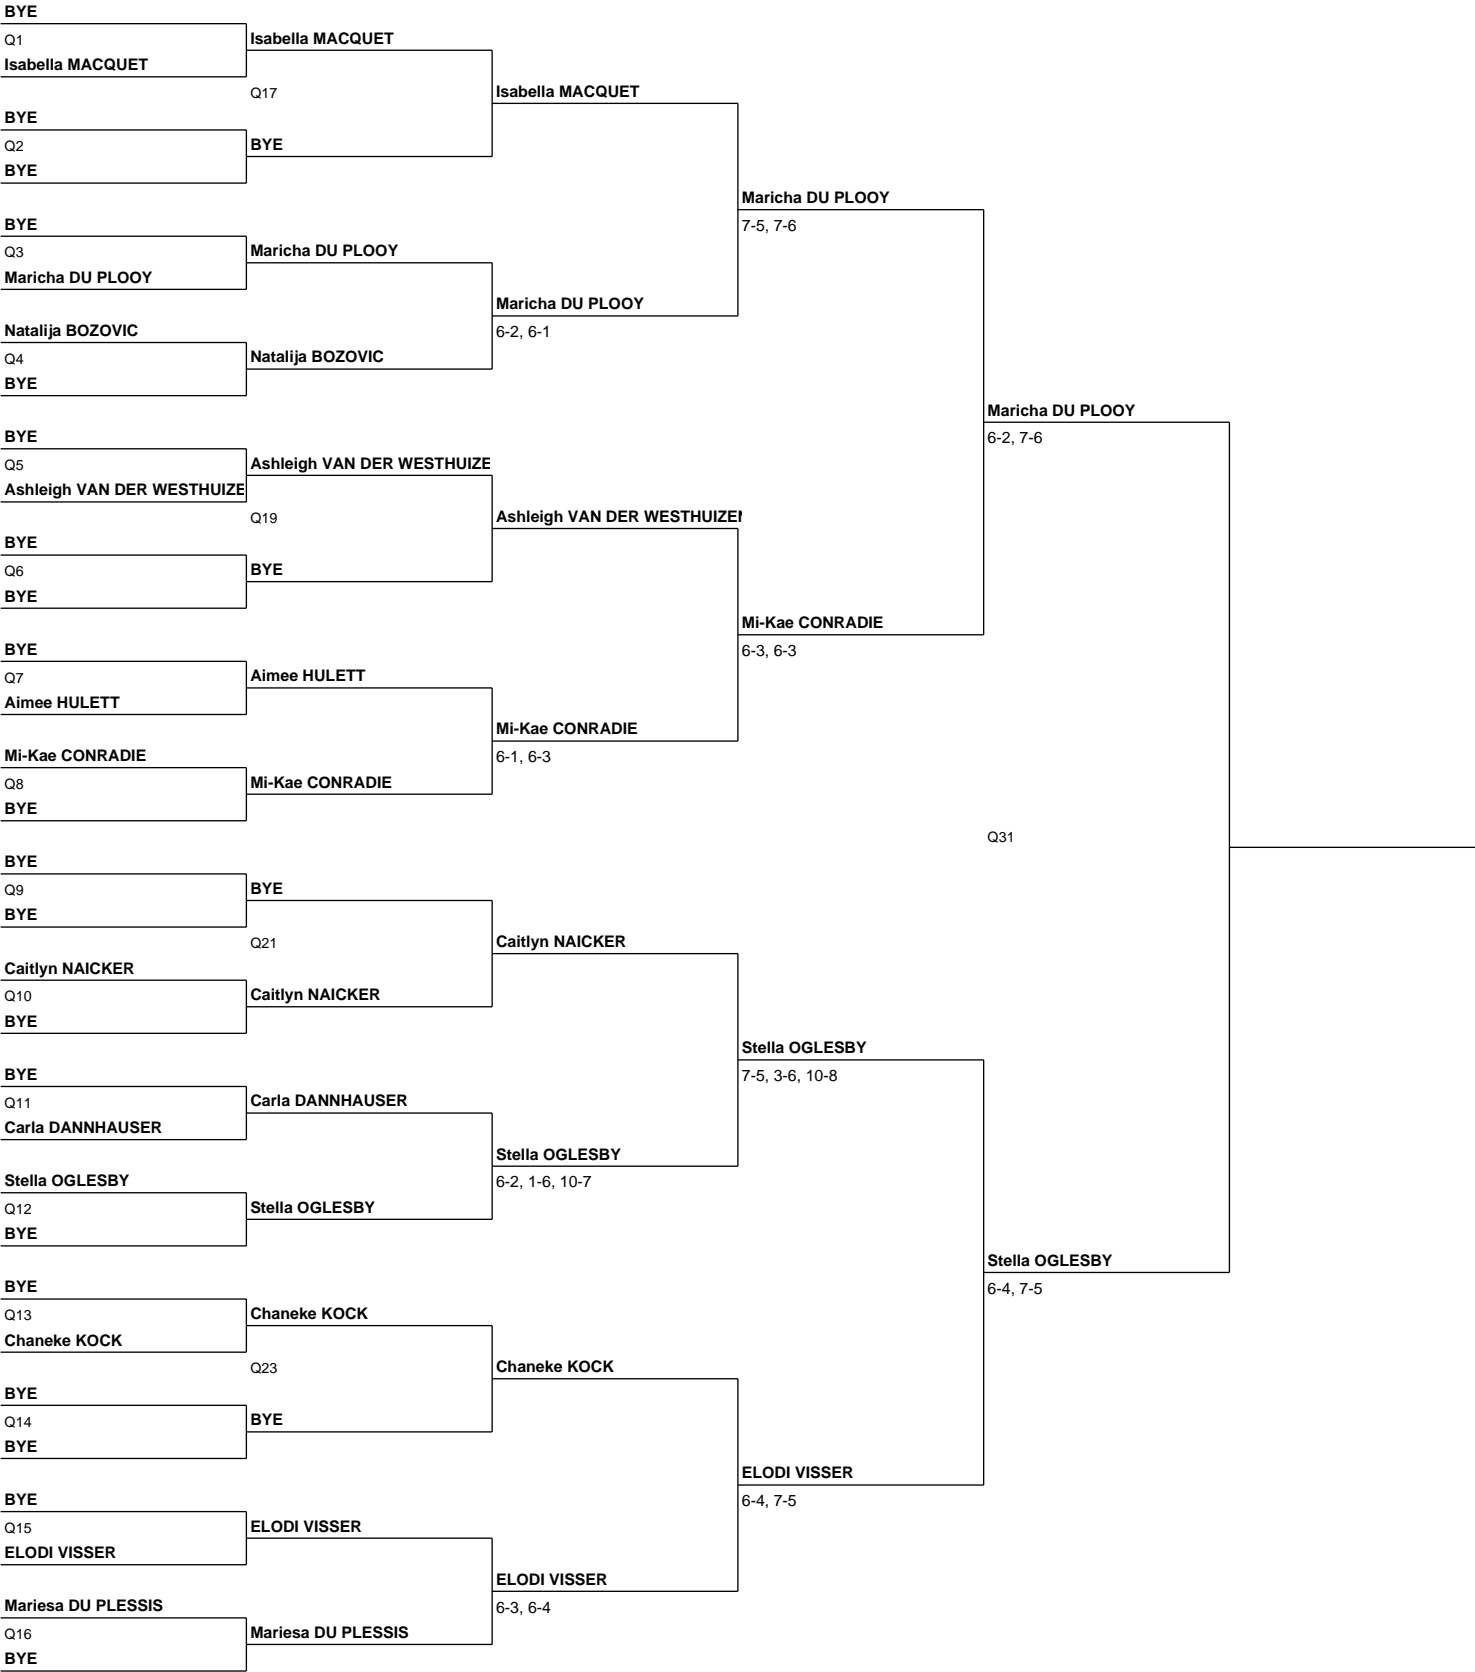 BYE
Q1
Isabella MACQUET
BYE
Q2
BYE
BYE
Q3
Maricha DU PLOOY
Natalija BOZOVIC
Q4
BYE
BYE
Q5
Ashleigh VAN DER WESTHUIZE
BYE
Q6
BYE
BYE
Q7
Aimee HULETT
Mi-Kae CONRADIE
Q8
BYE
BYE
Q9
BYE
Caitlyn NAICKER
Q10
BYE
BYE
Q11
Carla DANNHAUSER
Stella OGLESBY
Q12
BYE
BYE
Q13
Chaneke KOCK
BYE
Q14
BYE
BYE
Q15
ELODI VISSER
Mariesa DU PLESSIS
Q16
BYE
Isabella MACQUET
Q17
BYE
Maricha DU PLOOY
Natalija BOZOVIC
Ashleigh VAN DER WESTHUIZE
Q19
BYE
Aimee HULETT
Mi-Kae CONRADIE
BYE
Q21
Caitlyn NAICKER
Carla DANNHAUSER
Stella OGLESBY
Chaneke KOCK
Q23
BYE
ELODI VISSER
Mariesa DU PLESSIS
Isabella MACQUET
Maricha DU PLOOY
6-2, 6-1
Ashleigh VAN DER WESTHUIZEN
Mi-Kae CONRADIE
6-1, 6-3
Caitlyn NAICKER
Stella OGLESBY
6-2, 1-6, 10-7
Chaneke KOCK
ELODI VISSER
6-3, 6-4
Maricha DU PLOOY
7-5, 7-6
Mi-Kae CONRADIE
6-3, 6-3
Stella OGLESBY
7-5, 3-6, 10-8
ELODI VISSER
6-4, 7-5
Maricha DU PLOOY
6-2, 7-6
Q31
Stella OGLESBY
6-4, 7-5